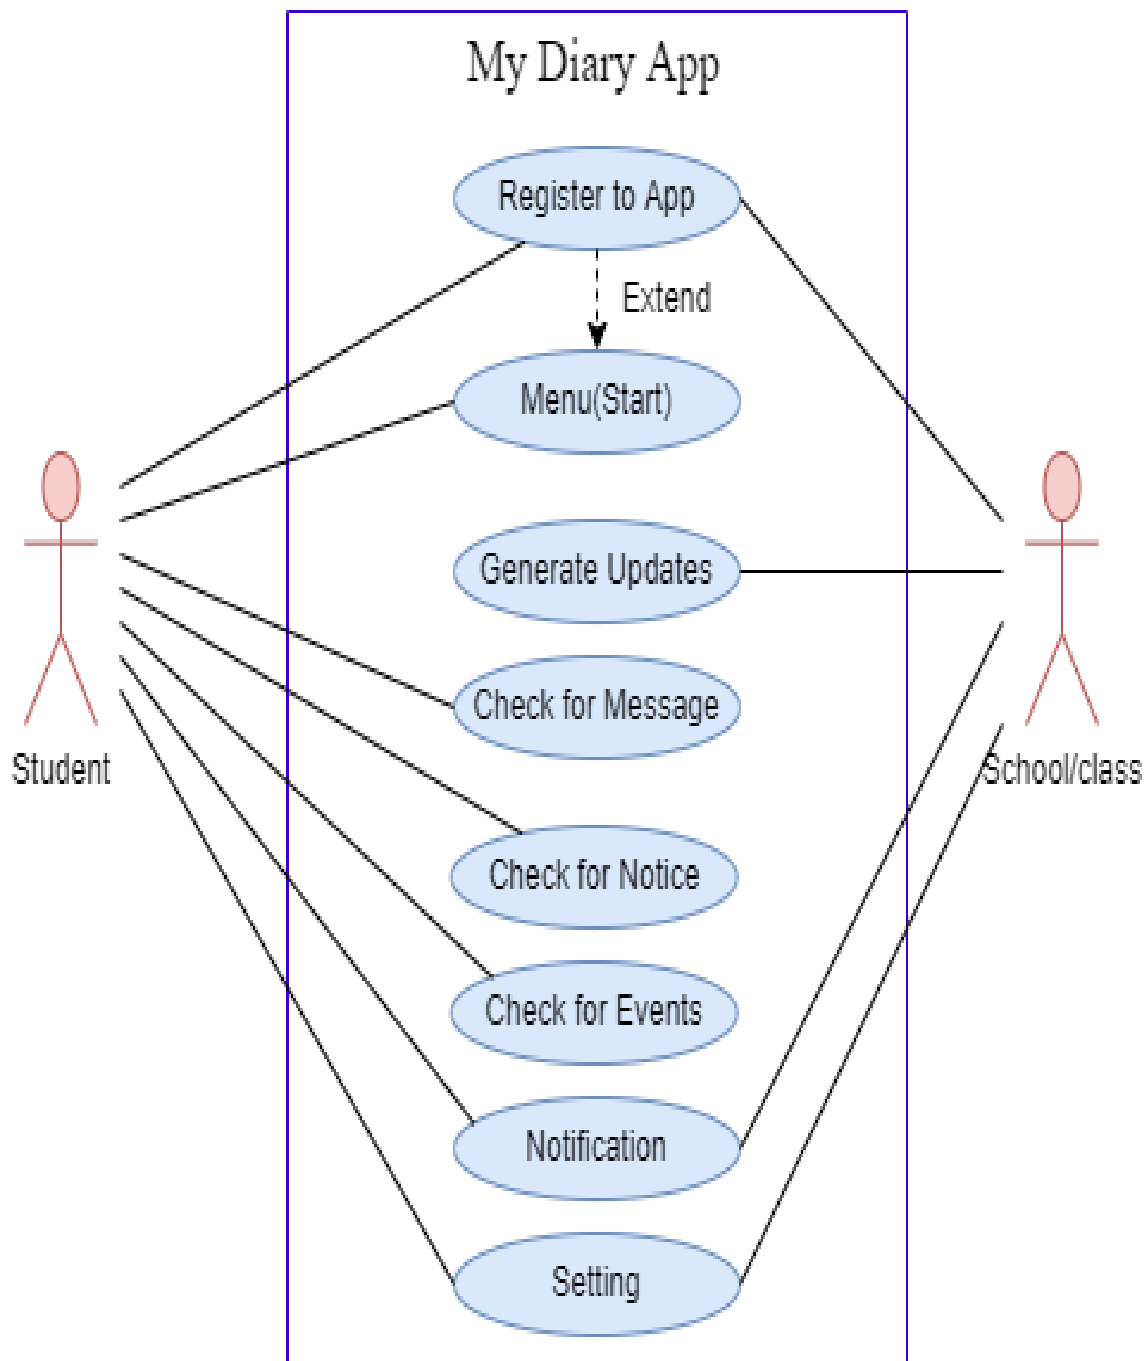 My Diary App
Register to App
Extend
Menu(Start)
Generate Updates
Check for Message
Student
School/class
Check for Notice
Check for Events
Notification
Setting